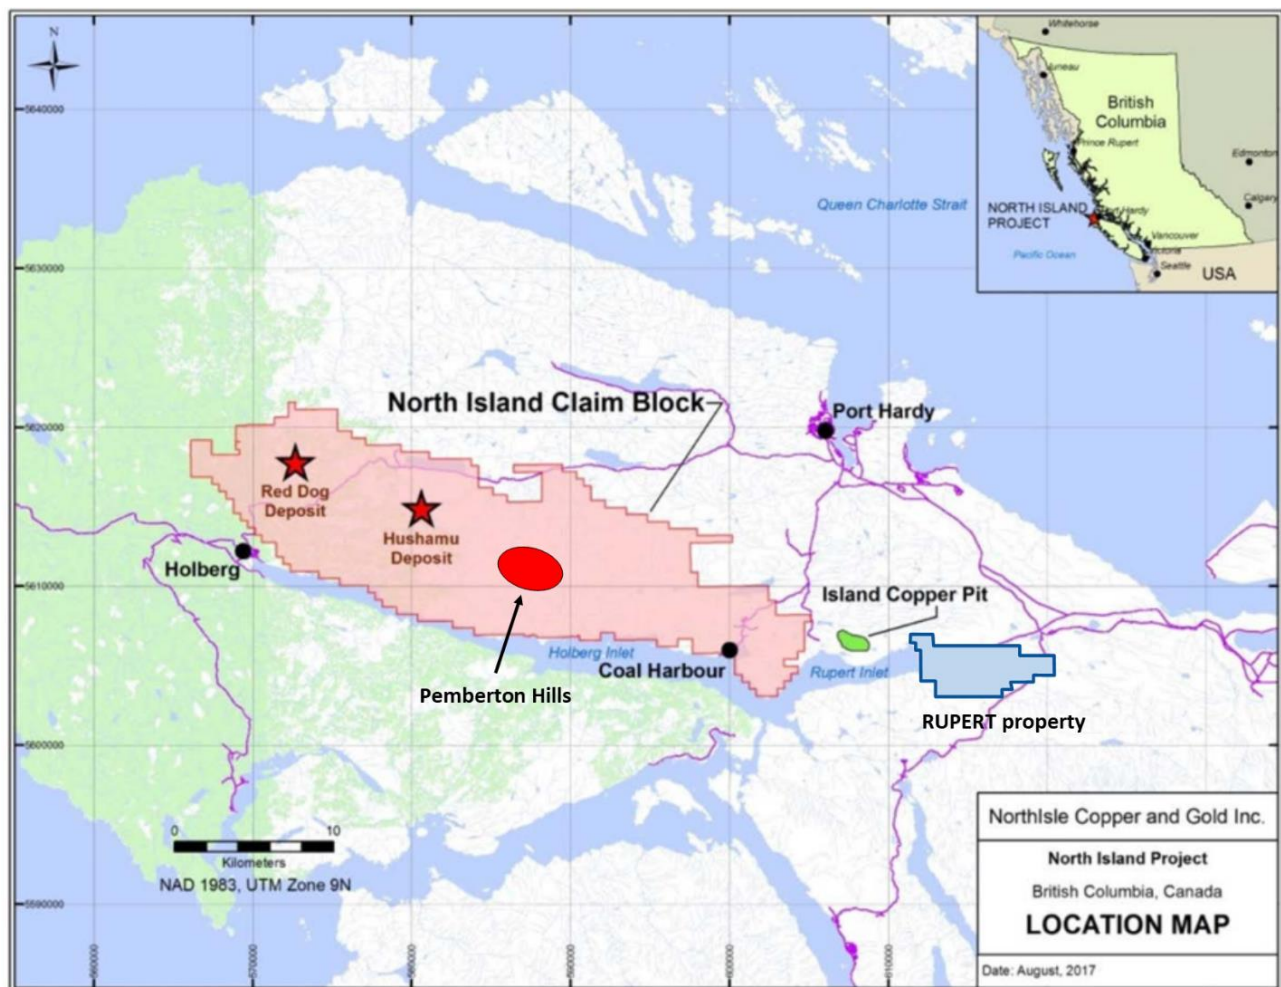 N
Whitehorse
Juneau
British
Columbia
Prince Rupert
Edmonton
Calgary
NORTH ISLAND
PROJECT
Port Hardy
Vancouver
Victoria
Pacific Ocean
Seattle
USA
5640000
Queen Charlotte Strait
5630000
North Island Claim Block
Port Hardy
5620000
Red Dog
Deposit
Hushamu
Deposit
Holberg
5610000
Island Copper Pit
Holberg Inlet
Coal Harbour
Rupert Inlet
Pemberton Hills
RUPERT property
5600000
0 10
Kilometers
NAD 1983, UTM Zone 9N
5590000
560000
570000
580000
590000
600000
610000
NorthIsle Copper and Gold Inc.
North Island Project
British Columbia, Canada
LOCATION MAP
Date: August, 2017